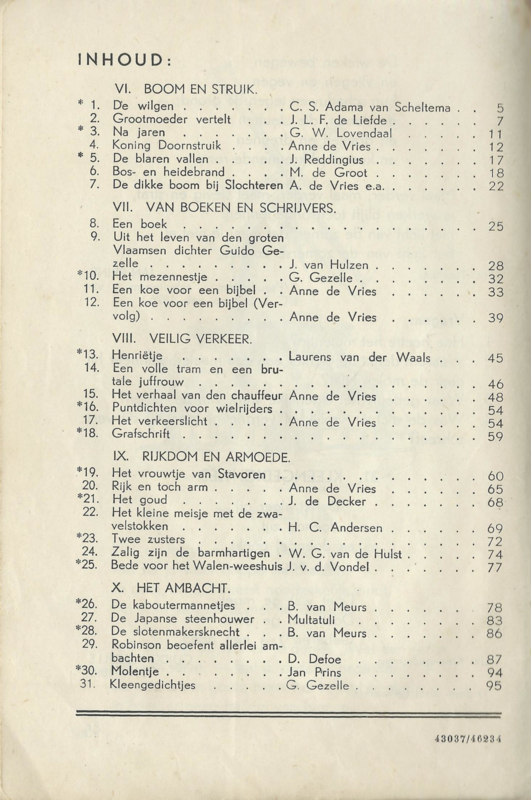 INHOUD:
VI. BOOM EN STRUIK.
* 1. De wilgen . . . . . . . C. S. Adama van Scheltema . . 5
2. Grootmoeder vertelt . . . J. L. F. de Liefde . . . . . 7
* 3. Na jaren . . . . . . . G. W. Lovendaal . . . . . 11
4. Koning Doornstruik . . . . Anne de Vries . . . . . . 12
* 5. De blaren vallen . . . . . J. Reddingius . . . . . . 17
6. Bos- en heidebrand . . . . M. de Groot . . . . . . 18
7. De dikke boom bij Slochteren A. de Vries e.a. . . . . . . 22
VII. VAN BOEKEN EN SCHRIJVERS.
8. Een boek . . . . . . . . . . . . . . . . . 25
9. Uit het leven van den groten
Vlaamsen dichter Guido Ge-
zelle . . . . . . . . . J. van Hulzen . . . . . . 28
*10. Het mezennestje . . . . . G. Gezelle . . . . . . . 32
11. Een koe voor een bijbel . . Anne de Vries . . . . . . 33
12. Een koe voor een bijbel (Ver-
volg) . . . . . . . . . Anne de Vries . . . . . . 39
VIII. VEILIG VERKEER.
*13. Henriëtje . . . . . . . Laurens van der Waals . . . 45
14. Een volle tram en een bru-
tale juffrouw . . . . . . . . . . . . . . . 46
15. Het verhaal den chauffeur Anne de Vries . . . . . . 48
*16. Puntdichten voor wielrijders . . . . . . . . . . . 54
17. Het verkeerslicht . . . . . Anne de Vries . . . . . . 54
*18. Grafschrift . . . . . . . . . . . . . . . . 59
IX. RIJKDOM EN ARMOEDE.
*19. Het vrouwtje van Stavoren . . . . . . . . . . . . 60
20. Rijk en toch arm . . . . . Anne de Vries . . . . . . 65
*21. Het goud . . . . . . . J. de Decker . . . . . . 68
22. Het kleine meisje met de zwa-
velstokken . . . . . . . H. C. Andersen . . . . . 69
*23. Twee zusters . . . . . . . . . . . . . . . . 72
24. Zalig zijn de barmhartigen . W. G. van de Hulst . . . . 74
*25. Bede voor het Walen-weeshuis J. v. d. Vondel . . . . . . 77
X. HET AMBACHT.
*26. De kaboutermannetjes . . . B. van Meurs . . . . . . 78
27. De Japanse steenhouwer . . Multatuli . . . . . . . 83
*28. De slotenmakersknecht . . . B. van Meurs . . . . . . 86
29. Robinson beoefent allerlei am-
bachten . . . . . . . . D. Defoe . . . . . . . 87
*30. Molentje . . . . . . . . Jan Prins . . . . . . . 94
31. Kleengedichtjes . . . . . G. Gezelle . . . . . . . 95
43037/46234